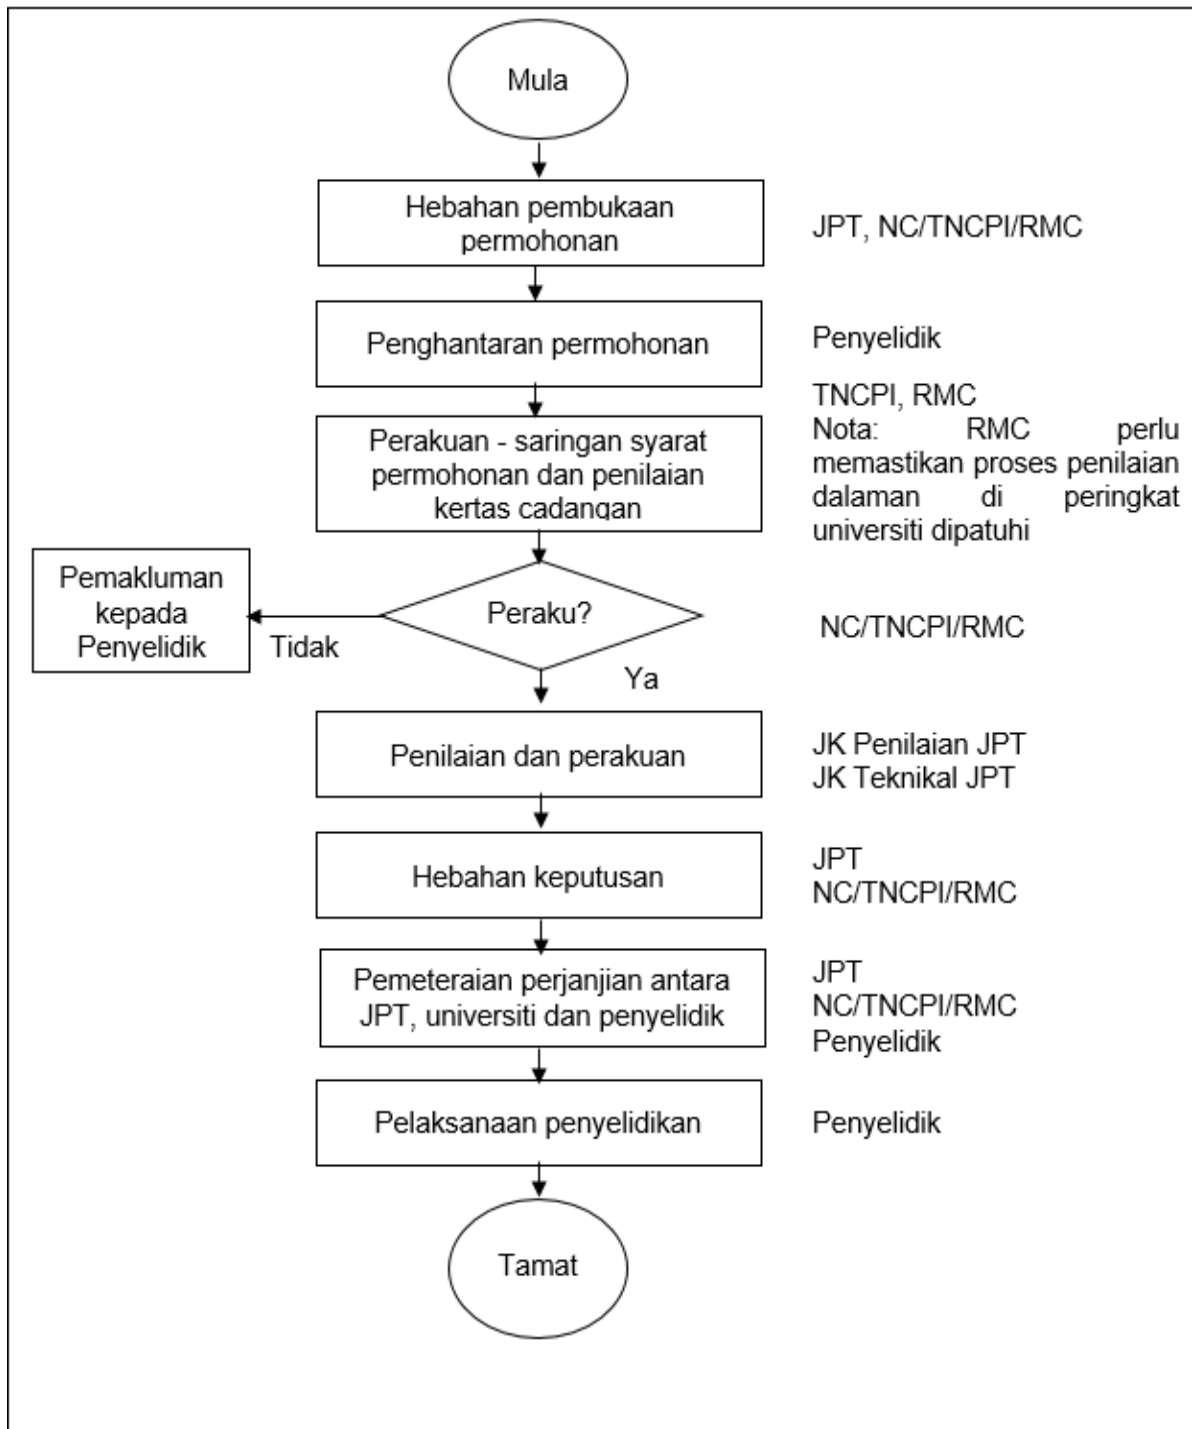 Mula
Hebahan pembukaan
permohonan
JPT, NC/TNCPI/RMC
Penghantaran permohonan
Penyelidik
Perakuan - saringan syarat
permohonan dan penilaian
kertas cadangan
TNCPI, RMC
Nota: RMC perlu
memastikan proses penilaian
dalaman di peringkat
universiti dipatuhi
Peraku?
NC/TNCPI/RMC
Tidak
Pemakluman
kepada
Penyelidik
Ya
Penilaian dan perakuan
JK Penilaian JPT
JK Teknikal JPT
Hebahan keputusan
JPT
NC/TNCPI/RMC
Pemeteraian perjanjian antara
JPT, universiti dan penyelidik
JPT
NC/TNCPI/RMC
Penyelidik
Pelaksanaan penyelidikan
Penyelidik
Tamat